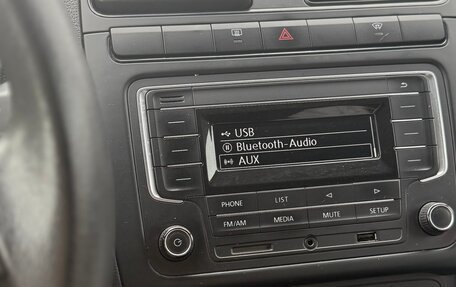 USB
Bluetooth-Audio
AUX
PHONE LIST
FM/AM MEDIA MUTE SETUP